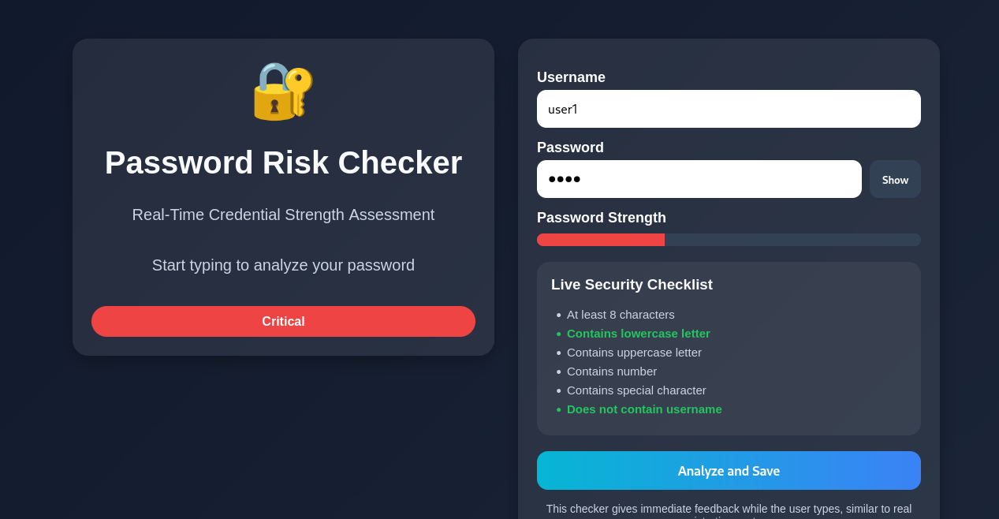 Password Risk Checker
Real-Time Credential Strength Assessment
Start typing to analyze your password
Critical
Username
user1
Password
Show
Password Strength
Live Security Checklist
• At least 8 characters
• Contains lowercase letter
• Contains uppercase letter
• Contains number
• Contains special character
• Does not contain username
Analyze and Save
This checker gives immediate feedback while the user types, similar to real